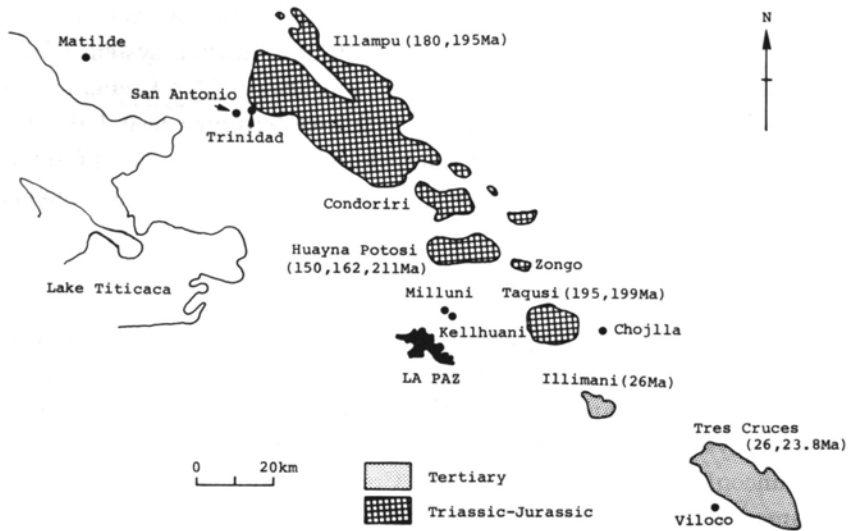 N
Matilde
Illampu(180,195Ma)
San Antonio
Trinidad
Condoriri
Huayna Potosi
(150,162,211Ma)
Zongo
Lake Titicaca
Milluni
Taqusi(195,199Ma)
Kellhuani
Chojlla
LA PAZ
Illimani(26Ma)
Tres Cruces
(26,23.8Ma)
0 20km
Tertiary
Triassic-Jurassic
Viloco